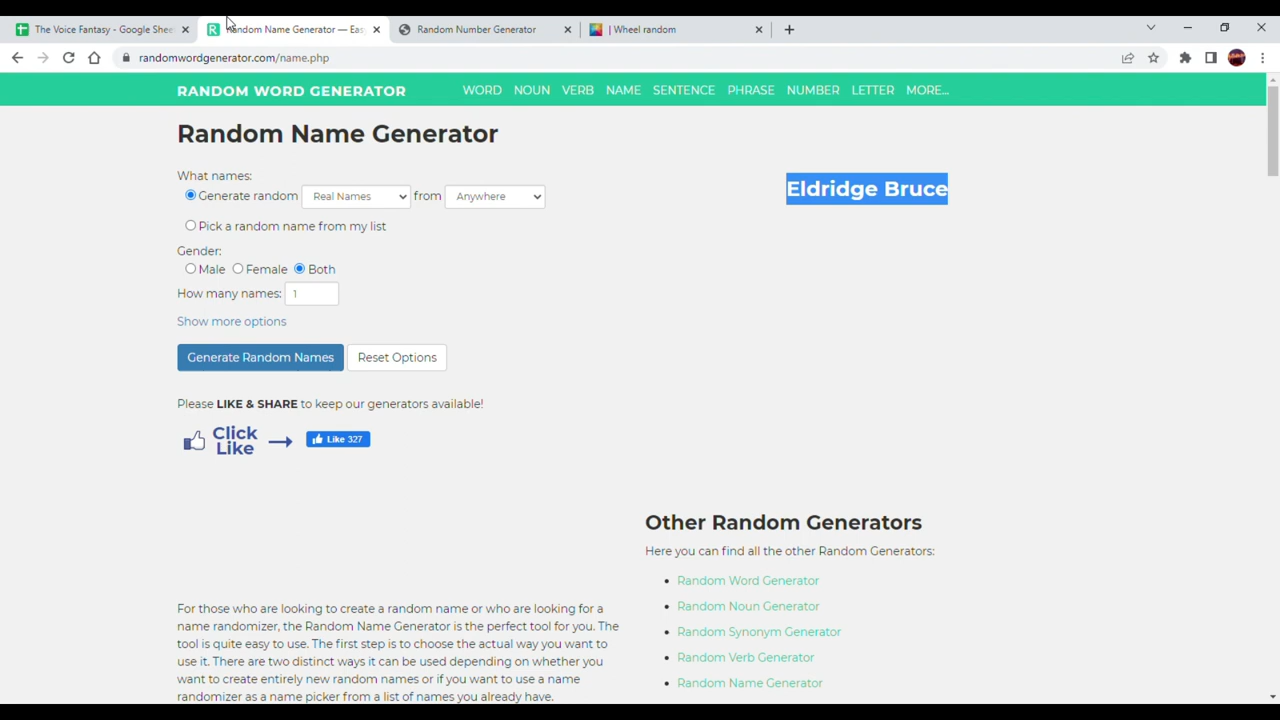 The Voice Fantasy - Google Shee
Random Name Generator — Eas
Random Number Generator
| Wheel random
randomwordgenerator.com/name.php
RANDOM WORD GENERATOR
WORD NOUN VERB NAME SENTENCE PHRASE NUMBER LETTER MORE...
Random Name Generator
What names:
Generate random Real Names from Anywhere
Pick a random name from my list
Gender:
Male Female Both
How many names: 1
Show more options
Generate Random Names Reset Options
Please LIKE & SHARE to keep our generators available!
Click
Like
Like 327
Eldridge Bruce
For those who are looking to create a random name or who are looking for a
name randomizer, the Random Name Generator is the perfect tool for you. The
tool is quite easy to use. The first step is to choose the actual way you want to
use it. There are two distinct ways it can be used depending on whether you
want to create entirely new random names or if you want to use a name
randomizer as a name picker from a list of names you already have.
Other Random Generators
Here you can find all the other Random Generators:
Random Word Generator
Random Noun Generator
Random Synonym Generator
Random Verb Generator
Random Name Generator